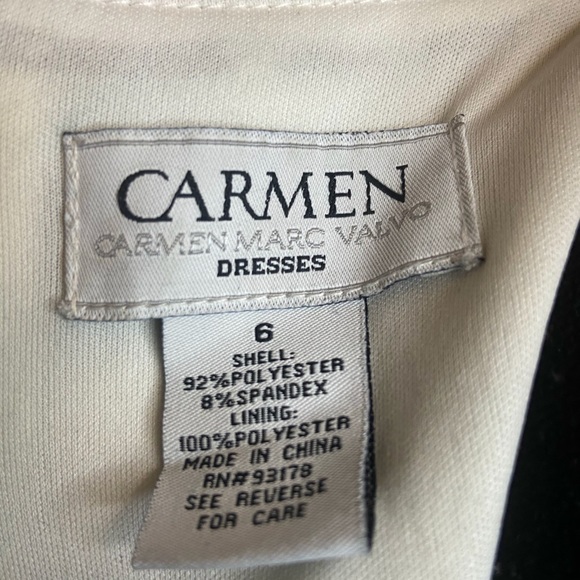 CARMEN
CARMEN MARC VALVO
DRESSES
6
SHELL:
92%POLYESTER
8%SPANDEX
LINING:
100%POLYESTER
MADE IN CHINA
RN#93178
SEE REVERSE
FOR CARE